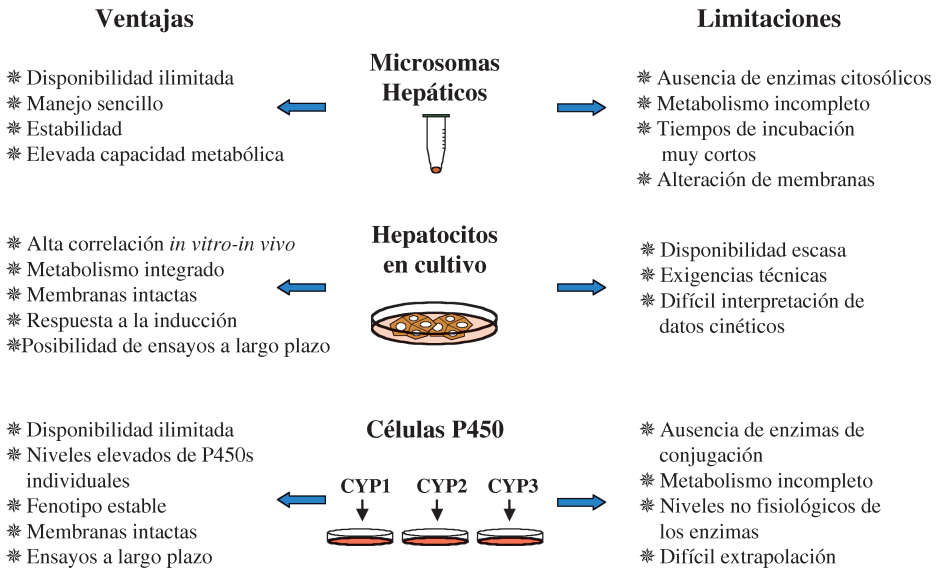 Ventajas
Limitaciones
Microsomas
Hepáticos
✵ Disponibilidad ilimitada
✵ Manejo sencillo
✵ Estabilidad
✵ Elevada capacidad metabólica
✵ Ausencia de enzimas citosólicos
✵ Metabolismo incompleto
✵ Tiempos de incubación
muy cortos
✵ Alteración de membranas
Hepatocitos
en cultivo
✵ Alta correlación in vitro-in vivo
✵ Metabolismo integrado
✵ Membranas intactas
✵ Respuesta a la inducción
✵Posibilidad de ensayos a largo plazo
✵ Disponibilidad escasa
✵ Exigencias técnicas
✵ Difícil interpretación de
datos cinéticos
Células P450
CYP1 CYP2 CYP3
✵ Disponibilidad ilimitada
✵ Niveles elevados de P450s
individuales
✵ Fenotipo estable
✵ Membranas intactas
✵ Ensayos a largo plazo
✵ Ausencia de enzimas de
conjugación
✵ Metabolismo incompleto
✵ Niveles no fisiológicos de
los enzimas
✵ Difícil extrapolación